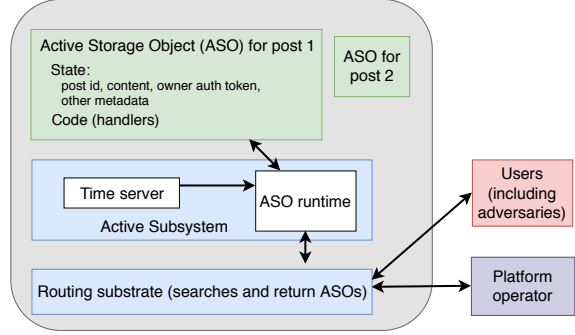 Active Storage Object (ASO) for post 1
State:
post id, content, owner auth token,
other metadata
Code (handlers)
ASO for
post 2
Time server
ASO runtime
Active Subsystem
Users
(including
adversaries)
Routing substrate (searches and return ASOs)
Platform
operator